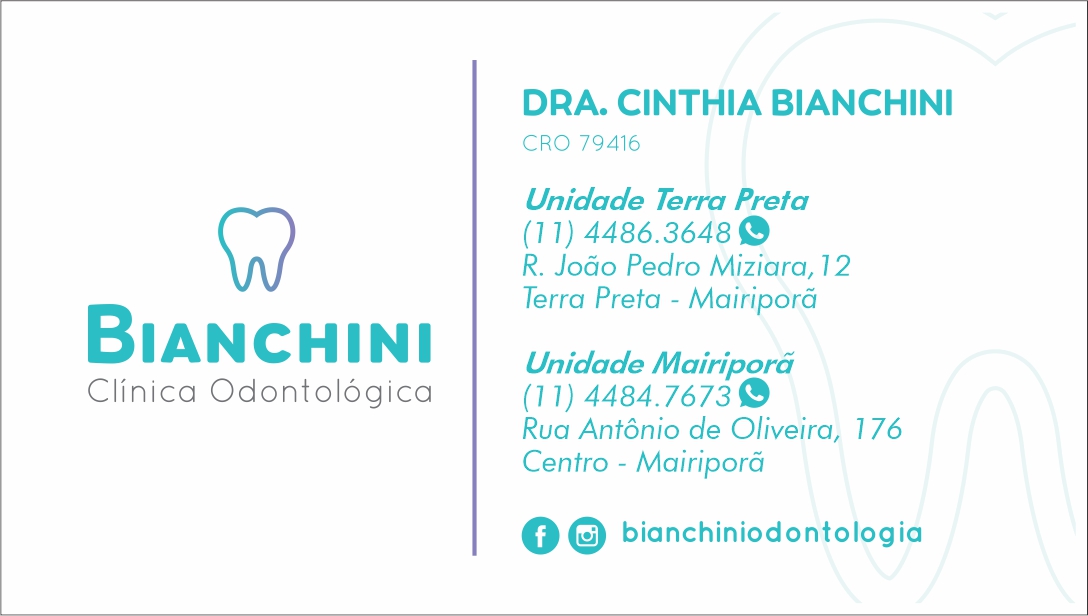 Bianchini
Clínica Odontológica
DRA. CINTHIA BIANCHINI
CRO 79416
Unidade Terra Preta
(11) 4486.3648
R. João Pedro Miziara,12
Terra Preta - Mairiporã
Unidade Mairiporã
(11) 4484.7673
Rua Antônio de Oliveira, 176
Centro - Mairiporã
bianchiniodontologia